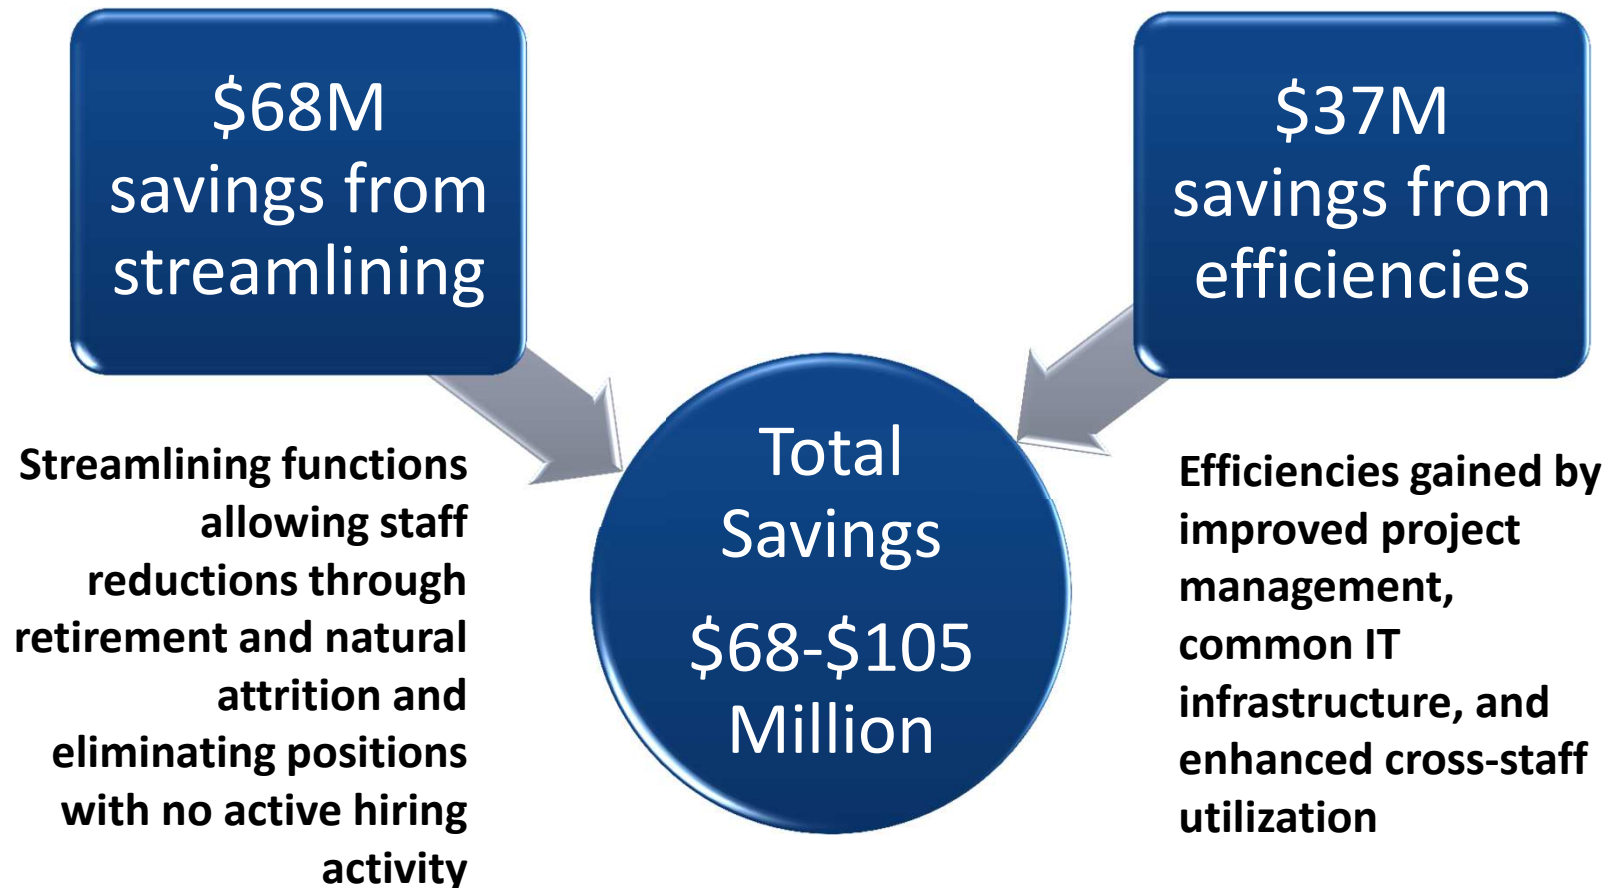 $68M
savings from
streamlining
$37M
savings from
efficiencies
Total
Savings
$68-$105
Million
Streamlining functions
allowing staff
reductions through
retirement and natural
attrition and
eliminating positions
with no active hiring
activity
Efficiencies gained by
improved project
management,
common IT
infrastructure, and
enhanced cross-staff
utilization